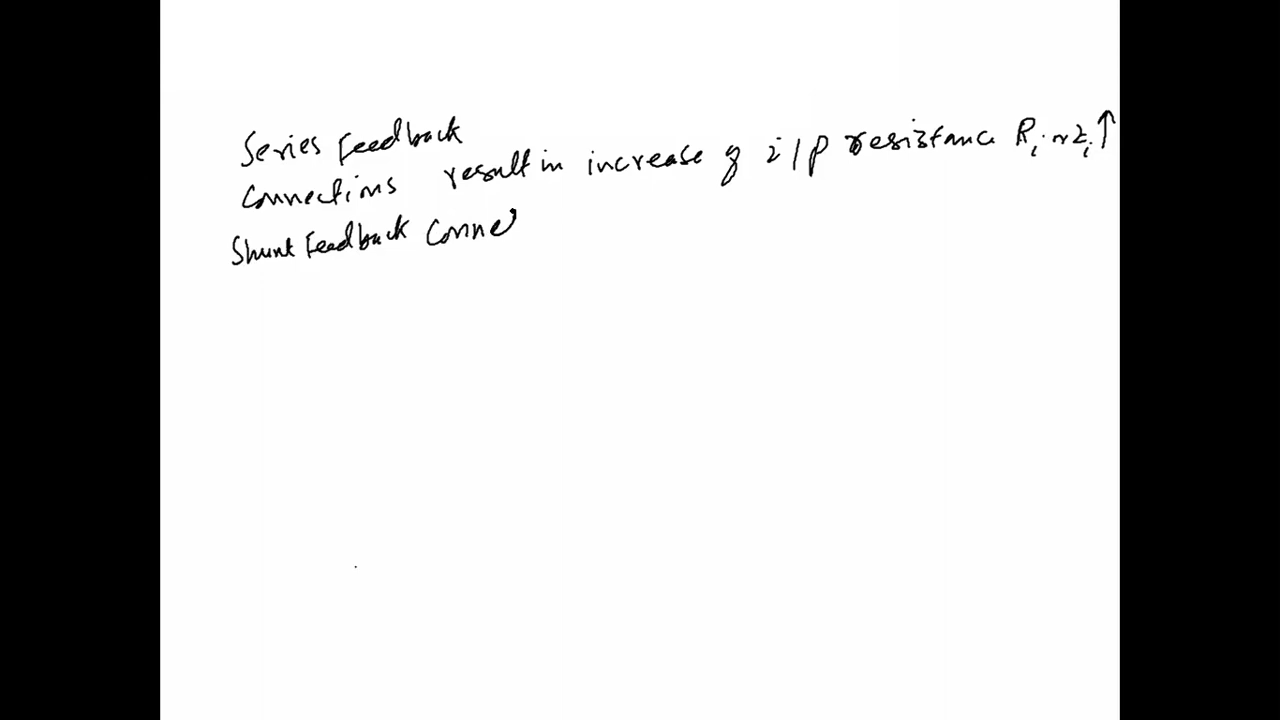 Series Feedback
Connections result in increase of i/p resistance Ri or Zi ↑
Shunt Feedback Conne